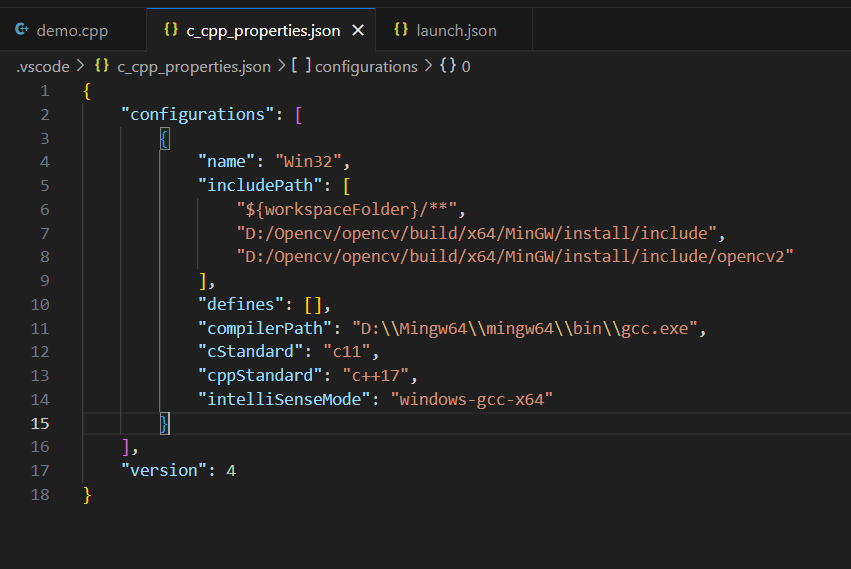 demo.cpp
{} c_cpp_properties.json ×
{} launch.json
.vscode > {} c_cpp_properties.json > [ ] configurations > {} 0
1 {
2     "configurations": [
3         {
4             "name": "Win32",
5             "includePath": [
6                 "${workspaceFolder}/**",
7                 "D:/Opencv/opencv/build/x64/MinGW/install/include",
8                 "D:/Opencv/opencv/build/x64/MinGW/install/include/opencv2"
9             ],
10             "defines": [],
11             "compilerPath": "D:\\Mingw64\\mingw64\\bin\\gcc.exe",
12             "cStandard": "c11",
13             "cppStandard": "c++17",
14             "intelliSenseMode": "windows-gcc-x64"
15         }
16     ],
17     "version": 4
18 }